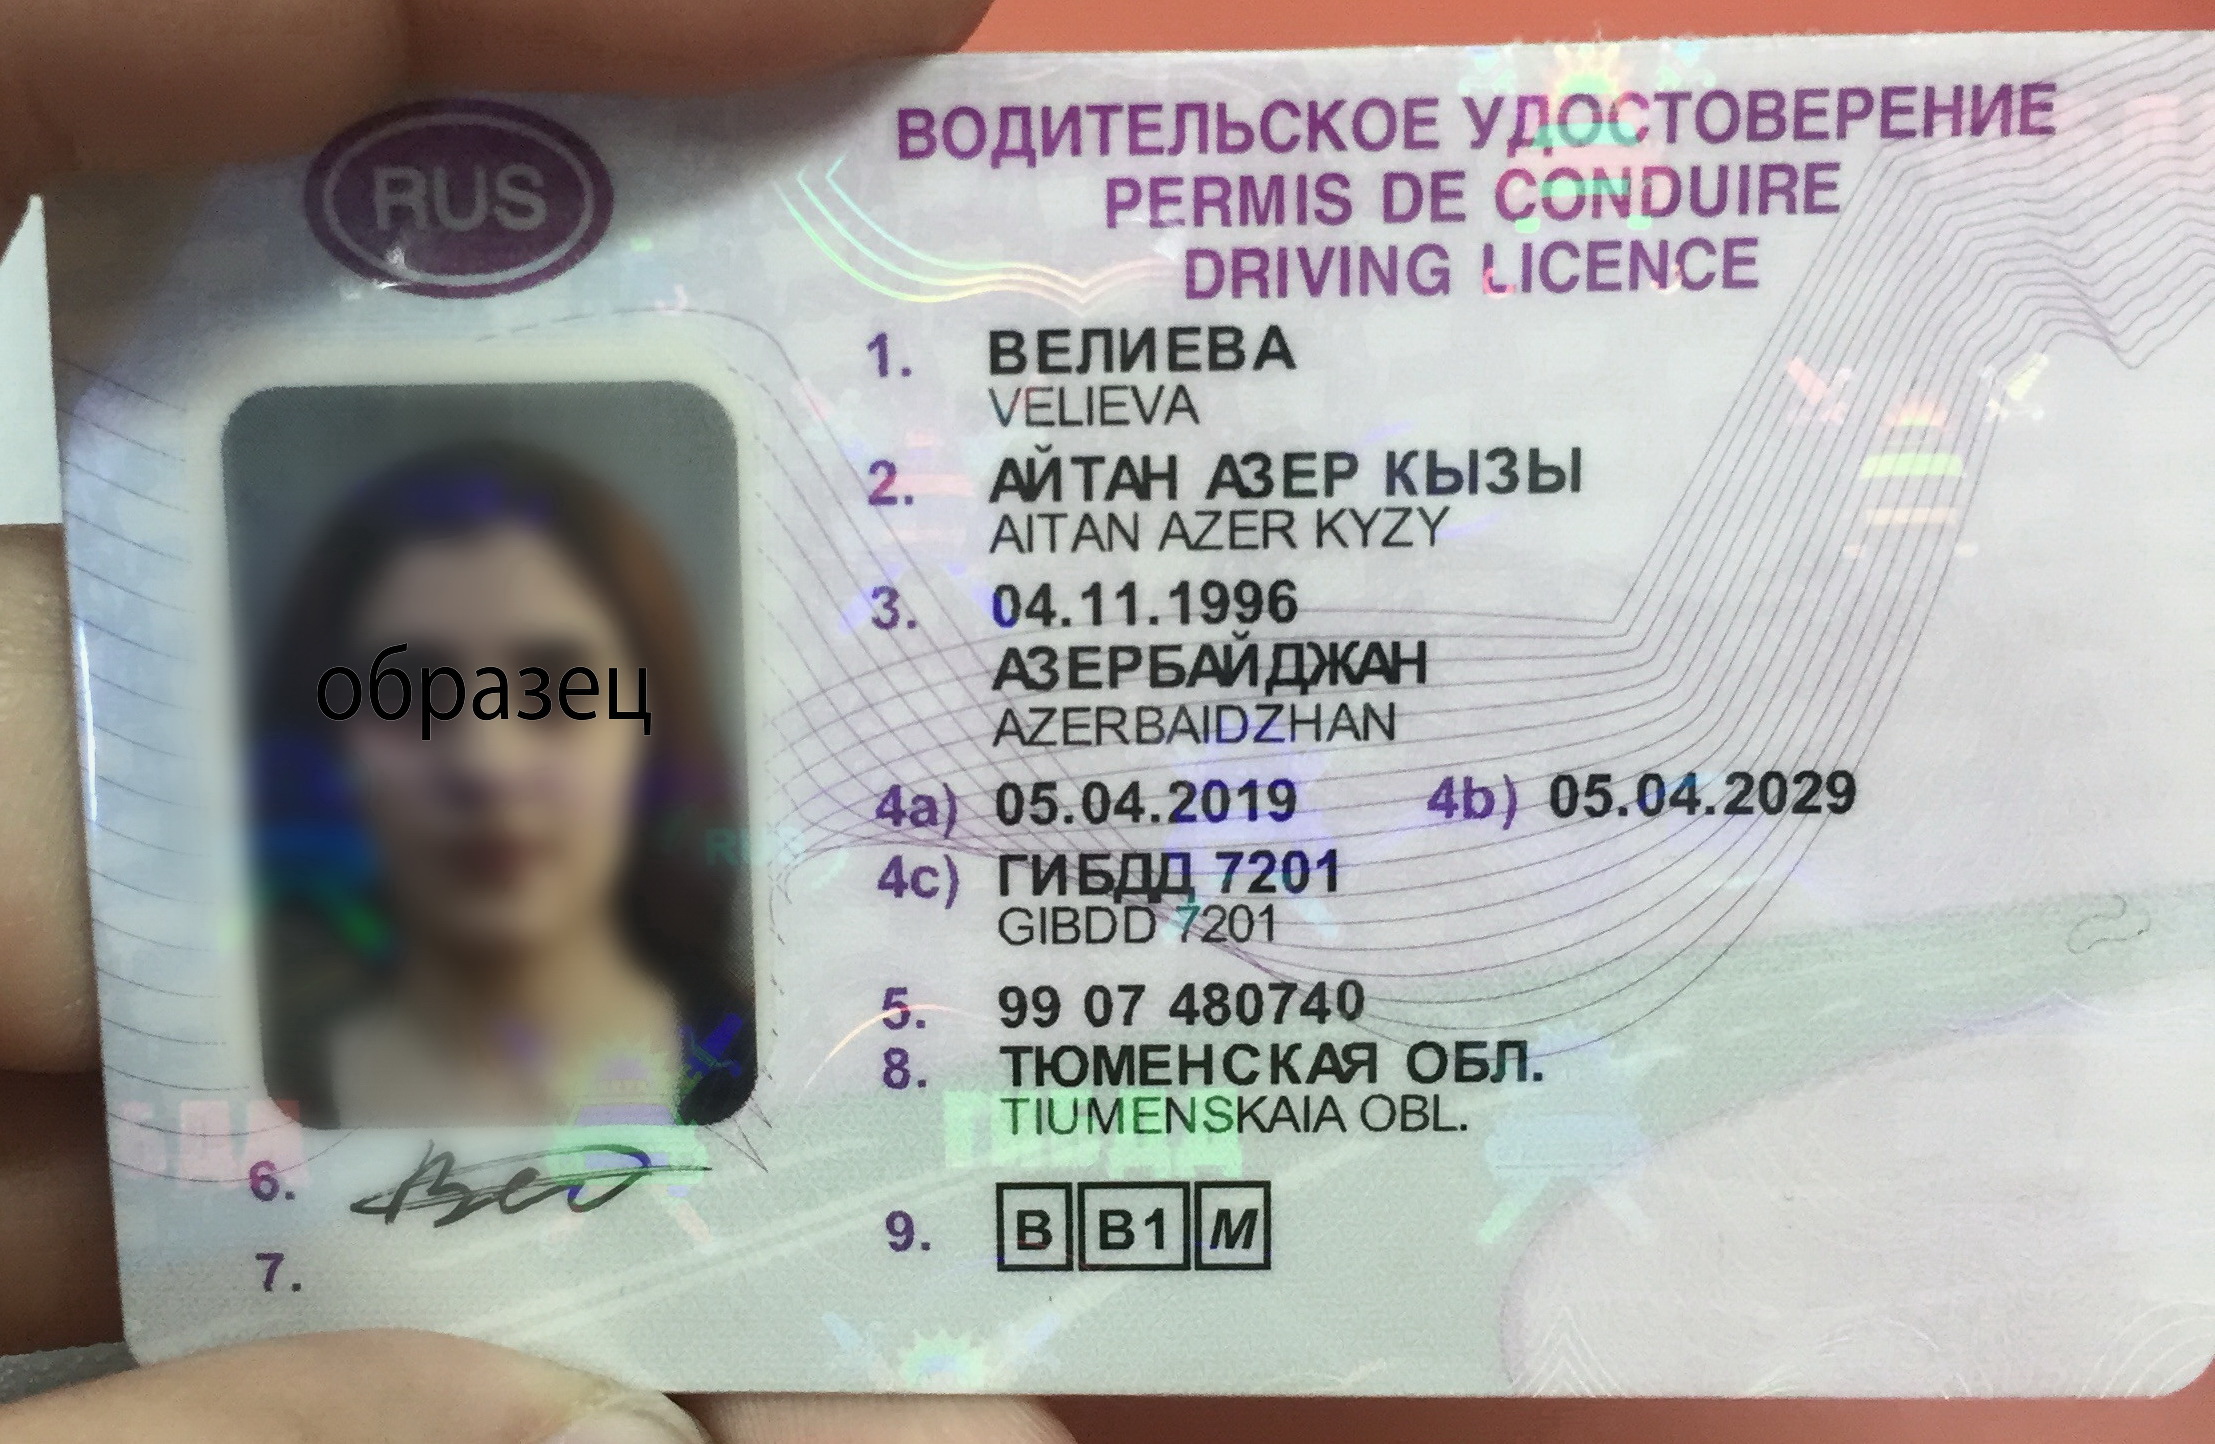 RUS
ВОДИТЕЛЬСКОЕ УДОСТОВЕРЕНИЕ
PERMIS DE CONDUIRE
DRIVING LICENCE
1. ВЕЛИЕВА
VELIEVA
2. АЙТАН АЗЕР КЫЗЫ
AITAN AZER KYZY
3. 04.11.1996
АЗЕРБАЙДЖАН
AZERBAIDZHAN
4a) 05.04.2019 4b) 05.04.2029
4c) ГИБДД 7201
GIBDD 7201
5. 99 07 480740
8. ТЮМЕНСКАЯ ОБЛ.
TIUMENSKAIA OBL.
9. B B1 M
образец
RUS
6.
7.